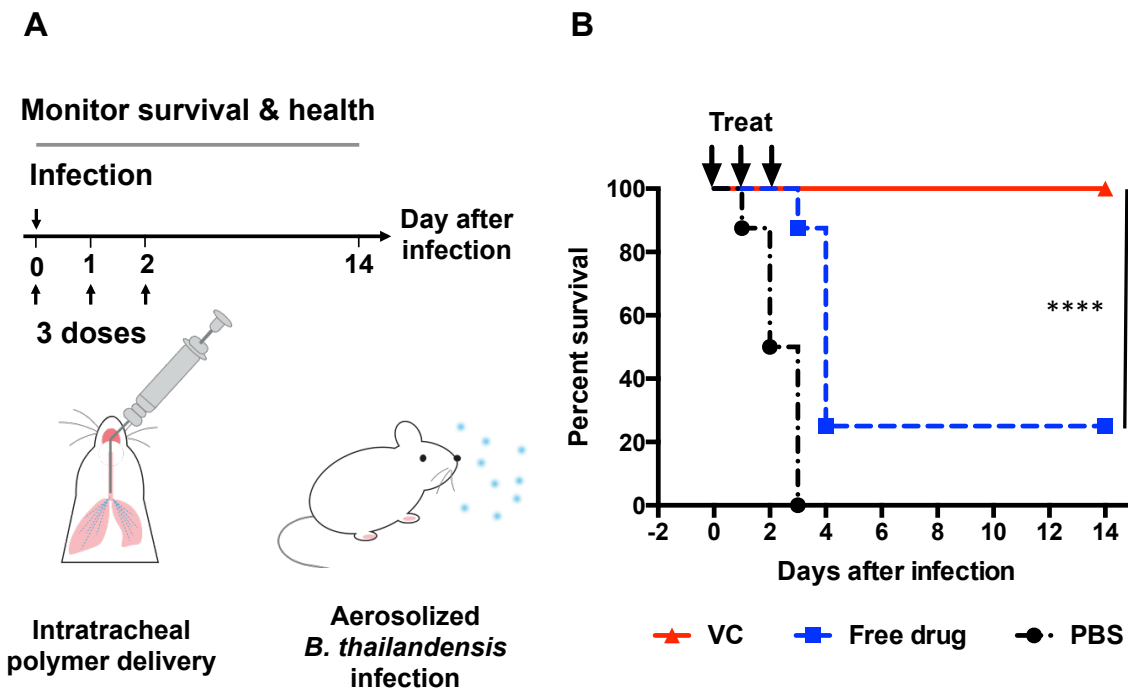 A
Monitor survival & health
Infection
Day after
infection
0 1 2 14
3 doses
Intratracheal
polymer delivery
Aerosolized
B. thailandensis
infection
B
Treat
Percent survival
100
80
60
40
20
0
****
-2 0 2 4 6 8 10 12 14
Days after infection
VC Free drug PBS